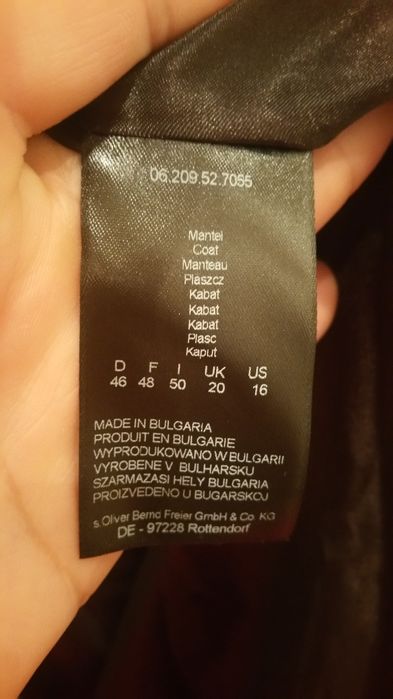 06.209.52.7055
Mantel
Coat
Manteau
Plaszcz
Kabat
Kabat
Kabat
Plasc
Kaput
D F I UK US
46 48 50 20 16
MADE IN BULGARIA
PRODUIT EN BULGARIE
WYPRODUKOWANO W BULGARII
VYROBENE V BULHARSKU
SZARMAZASI HELY BULGARIA
PROIZVEDENO U BUGARSKOJ
s.Oliver Bernd Freier GmbH & Co. KG
DE - 97228 Rottendorf